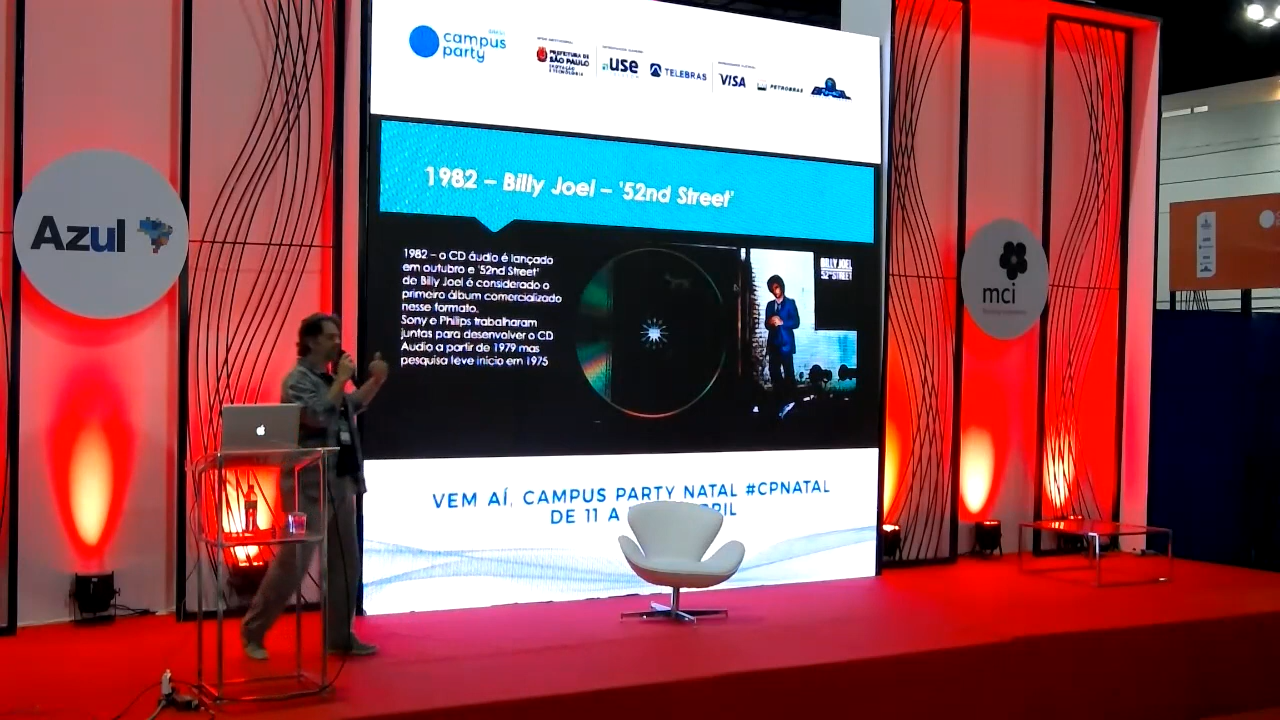 campus
party
PREFEITURA DE
SÃO PAULO
use
TELEBRAS
VISA
PETROBRAS
1982 – Billy Joel – '52nd Street'
1982 – o CD áudio é lançado
em outubro e '52nd Street'
de Billy Joel é considerado o
primeiro álbum comercializado
nesse formato.
Sony e Philips trabalharam
juntas para desenvolver o CD
Audio a partir de 1979 mas
pesquisa teve inicio em 1975
BILLY JOEL
52nd STREET
VEM AÍ, CAMPUS PARTY NATAL #CPNATAL
DE 11 A
Azul
mci